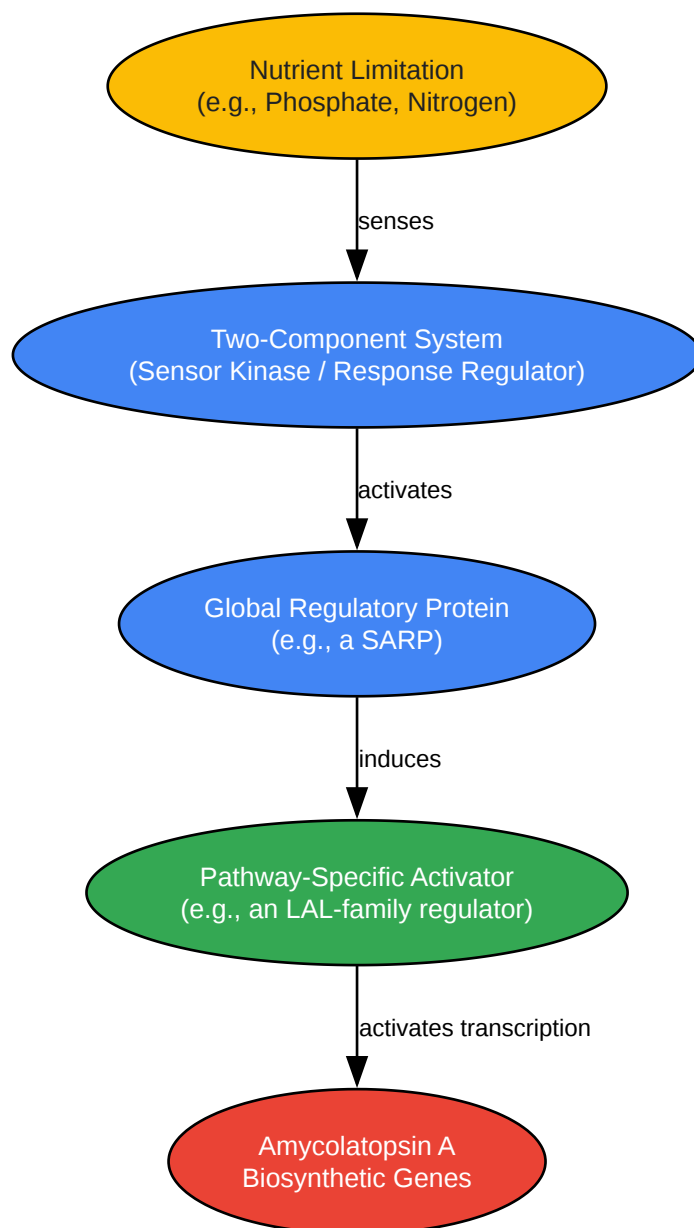 Nutrient Limitation
(e.g., Phosphate, Nitrogen)
senses
Two-Component System
(Sensor Kinase / Response Regulator)
activates
Global Regulatory Protein
(e.g., a SARP)
induces
Pathway-Specific Activator
(e.g., an LAL-family regulator)
activates transcription
Amycolatopsin A
Biosynthetic Genes